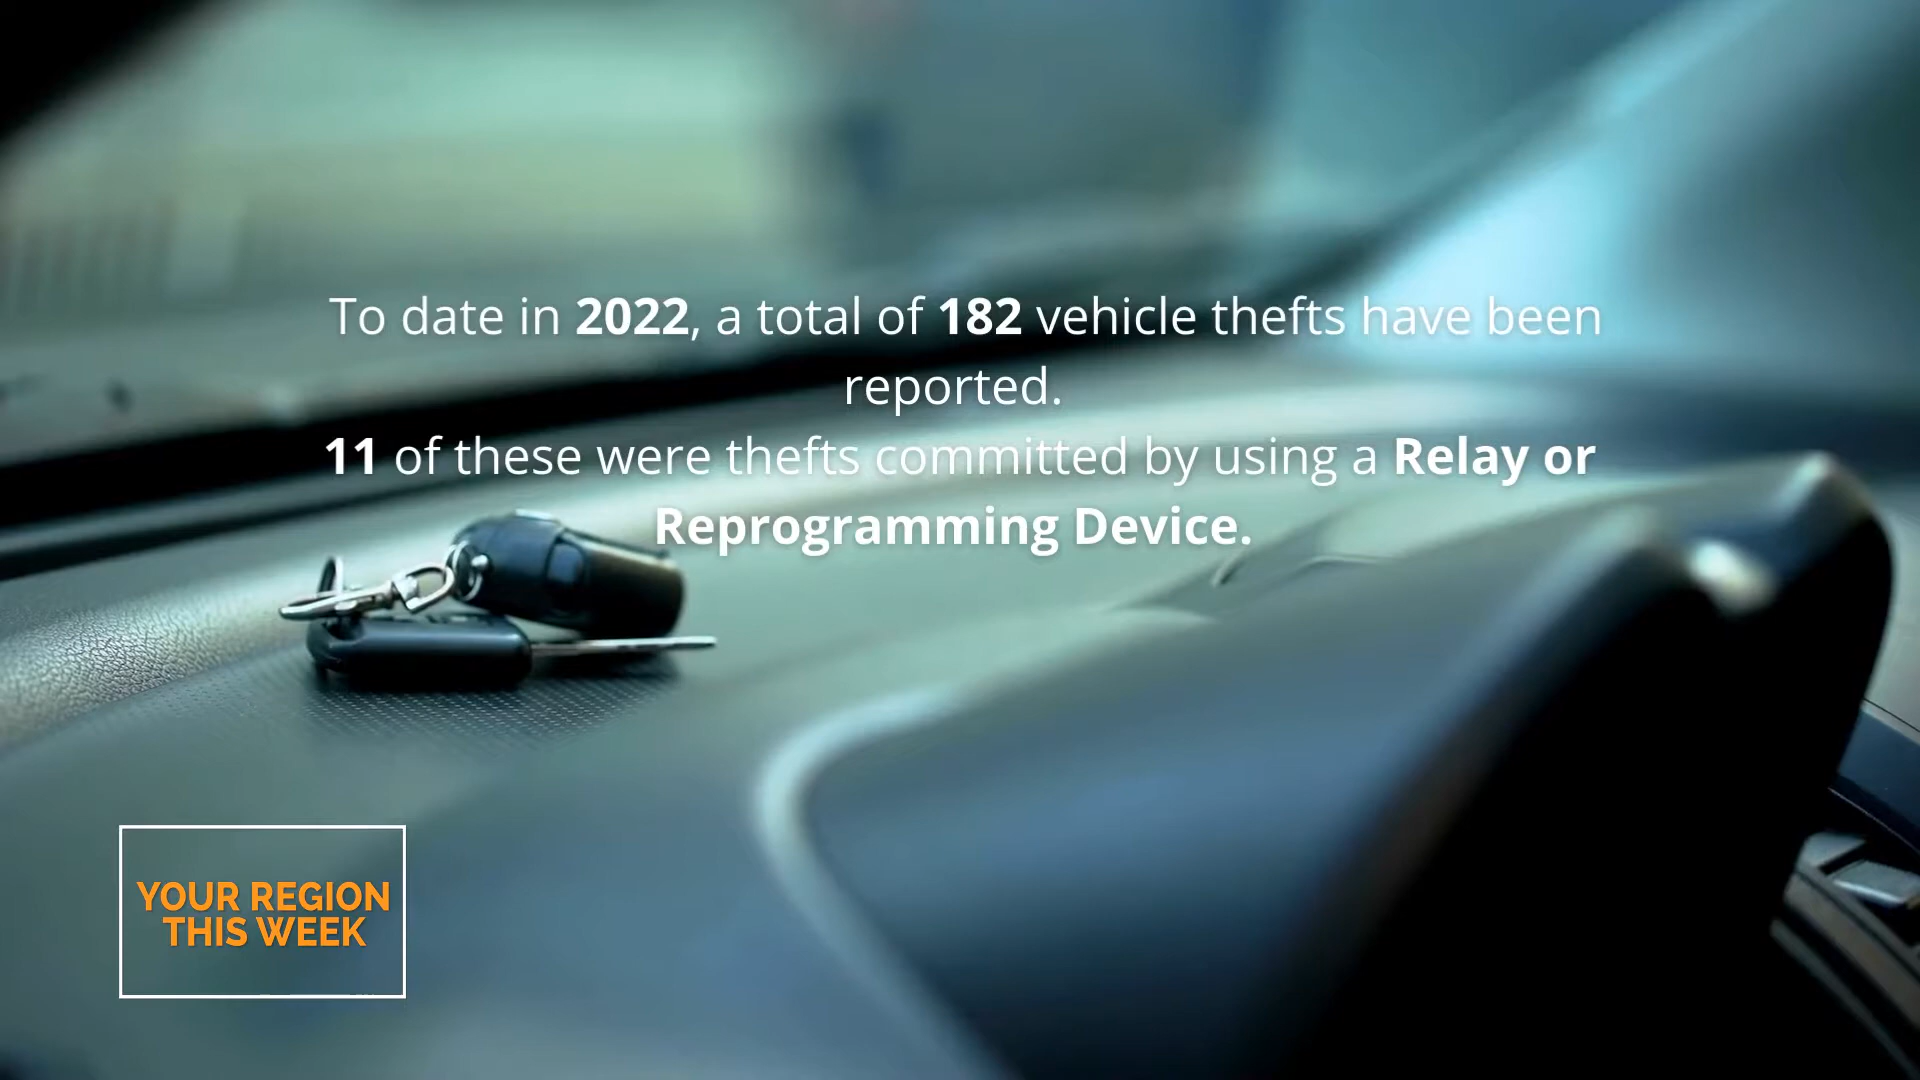 To date in 2022, a total of 182 vehicle thefts have been
reported.
11 of these were thefts committed by using a Relay or
Reprogramming Device.
YOUR REGION
THIS WEEK